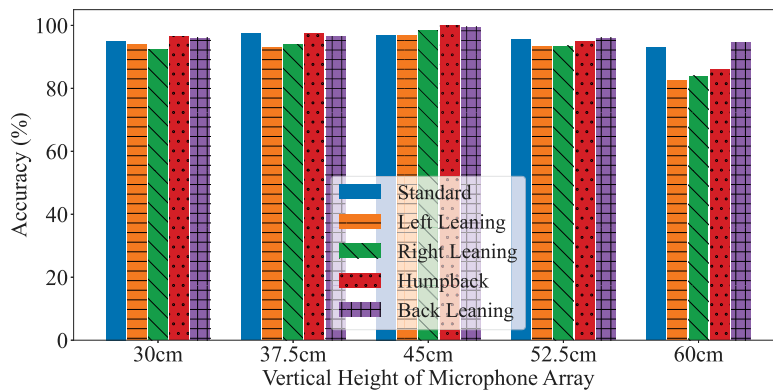 Accuracy (%)
100
80
60
40
20
0
Standard
Left Leaning
Right Leaning
Humpback
Back Leaning
30cm 37.5cm 45cm 52.5cm 60cm
Vertical Height of Microphone Array